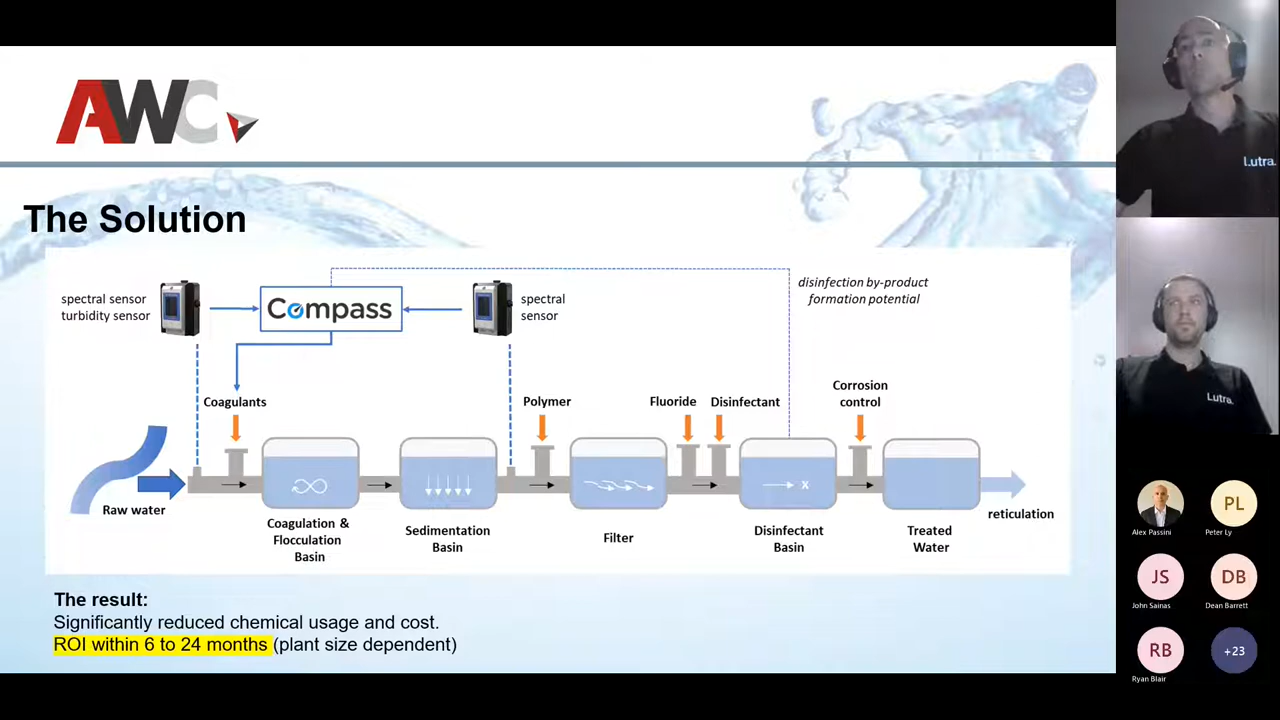 AWC
The Solution
spectral sensor
turbidity sensor
Compass
spectral
sensor
disinfection by-product
formation potential
Coagulants
Polymer
Fluoride
Disinfectant
Corrosion
control
Raw water
Coagulation &
Flocculation
Basin
Sedimentation
Basin
Filter
x
Disinfectant
Basin
Treated
Water
reticulation
The result:
Significantly reduced chemical usage and cost.
ROI within 6 to 24 months (plant size dependent)
Lutra.
Lutra.
Alex Passini
PL
Peter Ly
JS
John Sainas
DB
Dean Barrett
RB
Ryan Blair
+23